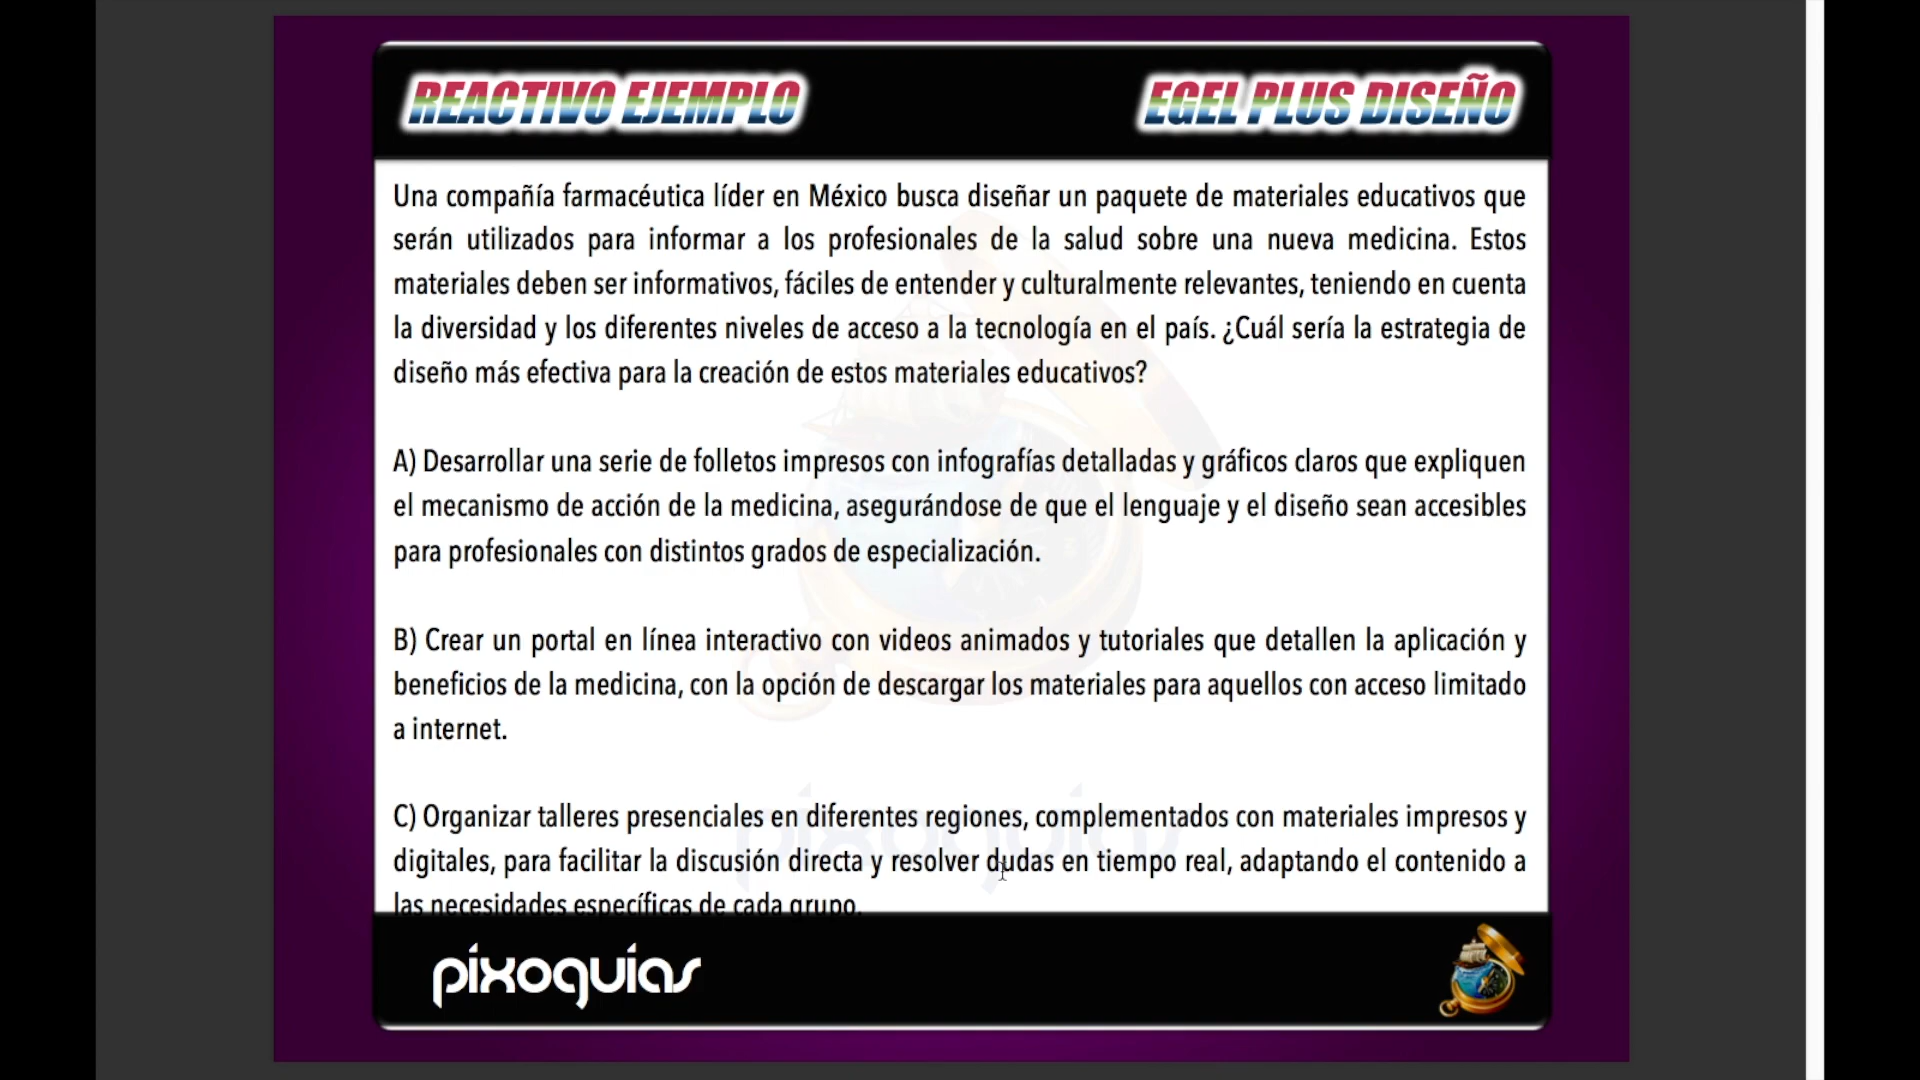 REACTIVO EJEMPLO
EGEL PLUS DISEÑO
Una compañía farmacéutica líder en México busca diseñar un paquete de materiales educativos que
serán utilizados para informar a los profesionales de la salud sobre una nueva medicina. Estos
materiales deben ser informativos, fáciles de entender y culturalmente relevantes, teniendo en cuenta
la diversidad y los diferentes niveles de acceso a la tecnología en el país. ¿Cuál sería la estrategia de
diseño más efectiva para la creación de estos materiales educativos?
A) Desarrollar una serie de folletos impresos con infografías detalladas y gráficos claros que expliquen
el mecanismo de acción de la medicina, asegurándose de que el lenguaje y el diseño sean accesibles
para profesionales con distintos grados de especialización.
B) Crear un portal en línea interactivo con videos animados y tutoriales que detallen la aplicación y
beneficios de la medicina, con la opción de descargar los materiales para aquellos con acceso limitado
a internet.
C) Organizar talleres presenciales en diferentes regiones, complementados con materiales impresos y
digitales, para facilitar la discusión directa y resolver dudas en tiempo real, adaptando el contenido a
las necesidades específicas de cada grupo.
pixoguias
pixoguias